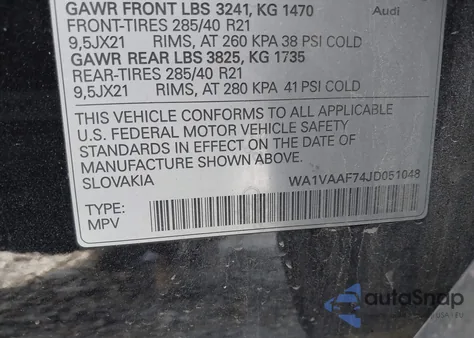 GAWR FRONT LBS 3241, KG 1470
Audi
FRONT-TIRES 285/40 R21
9,5JX21 RIMS, AT 260 KPA 38 PSI COLD
GAWR REAR LBS 3825, KG 1735
REAR-TIRES 285/40 R21
9,5JX21 RIMS, AT 280 KPA 41 PSI COLD
THIS VEHICLE CONFORMS TO ALL APPLICABLE
U.S. FEDERAL MOTOR VEHICLE SAFETY
STANDARDS IN EFFECT ON THE DATE OF
MANUFACTURE SHOWN ABOVE.
SLOVAKIA WA1VAAF74JD051048
TYPE:
MPV
autoSnap